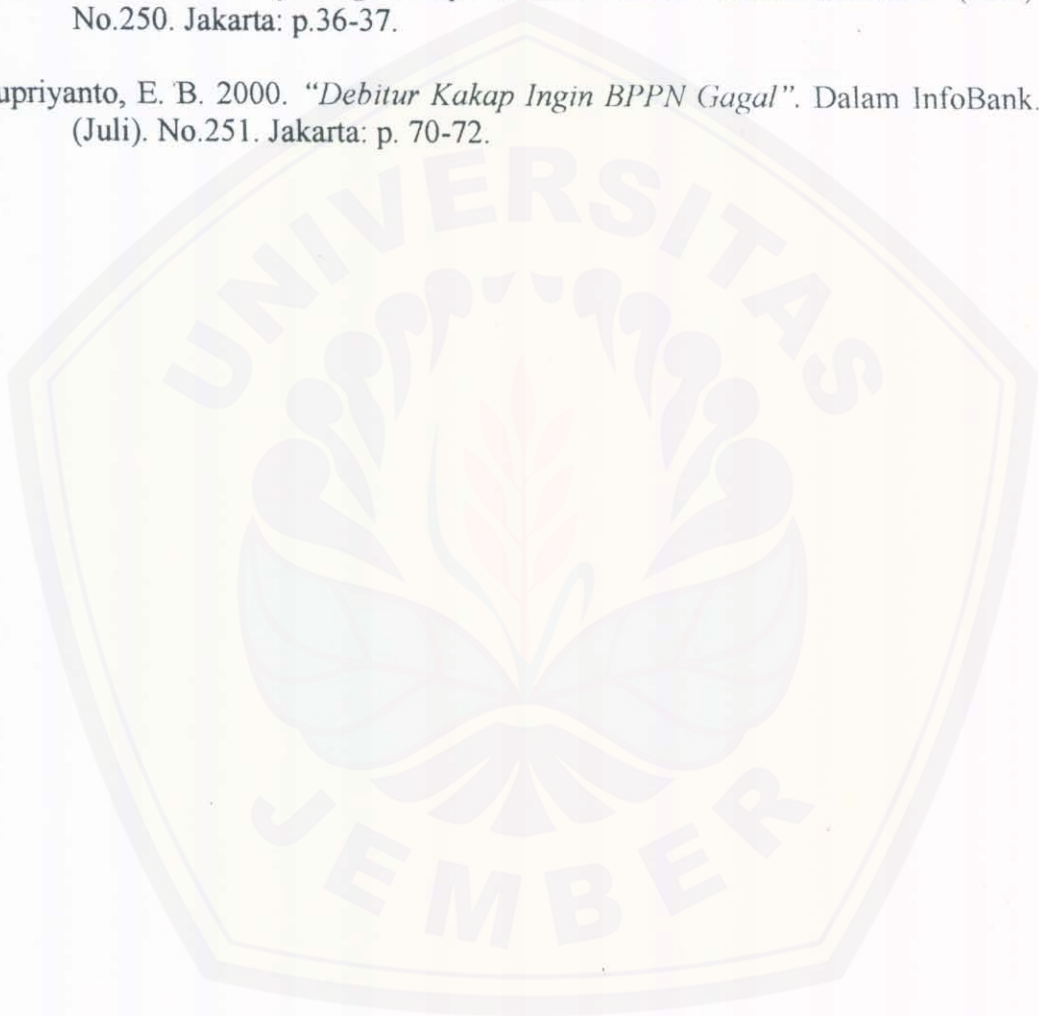 No.250. Jakarta: p.36-37.
upriyanto, E. B. 2000. “Debitur Kakap Ingin BPPN Gagal”. Dalam InfoBank.
(Juli). No.251. Jakarta: p. 70-72.
UNIVERSITAS
JEMBER